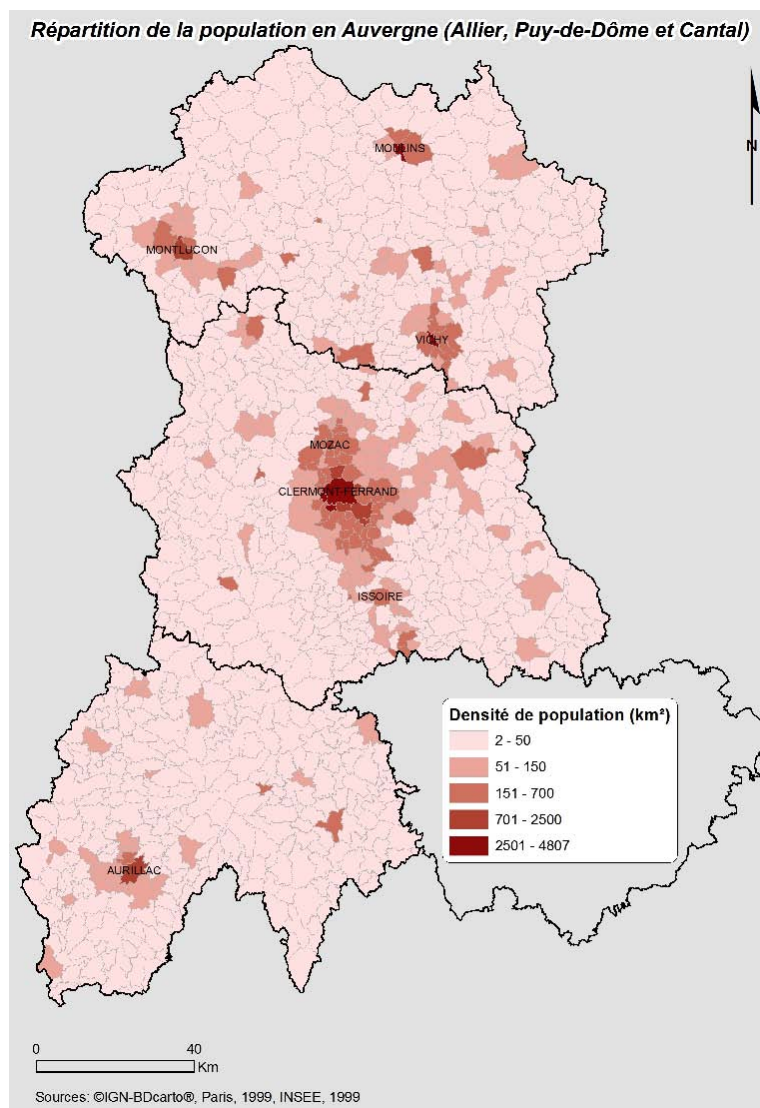 Répartition de la population en Auvergne (Allier, Puy-de-Dôme et Cantal)
N
MOULINS
MONTLUCON
VICHY
MOZAC
CLERMONT-FERRAND
ISSOIRE
Densité de population (km²)
2 - 50
51 - 150
151 - 700
701 - 2500
2501 - 4807
AURILLAC
0 40
Km
Sources: ©IGN-BDcarto®, Paris, 1999, INSEE, 1999